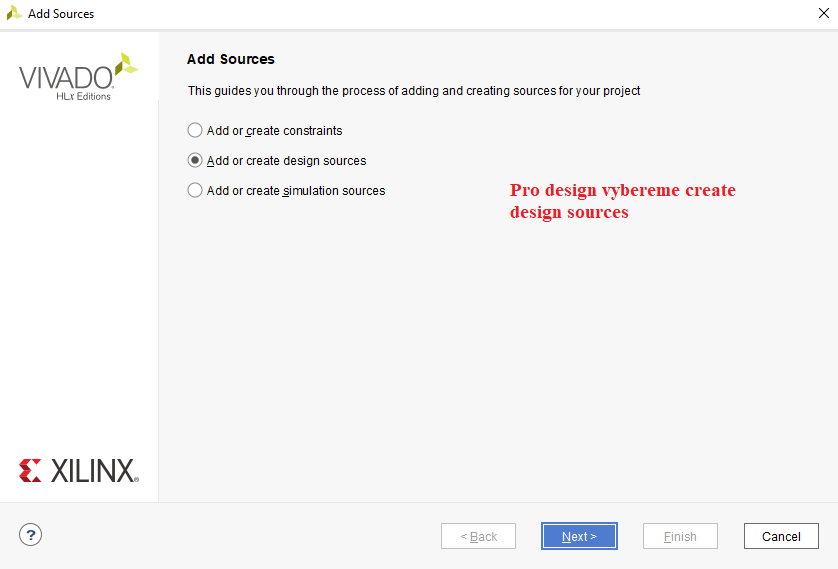 Add Sources
VIVADO
HLx Editions
Add Sources
This guides you through the process of adding and creating sources for your project
Add or create constraints
Add or create design sources
Add or create simulation sources
Pro design vybereme create
design sources
XILINX®
?
< Back
Next >
Finish
Cancel